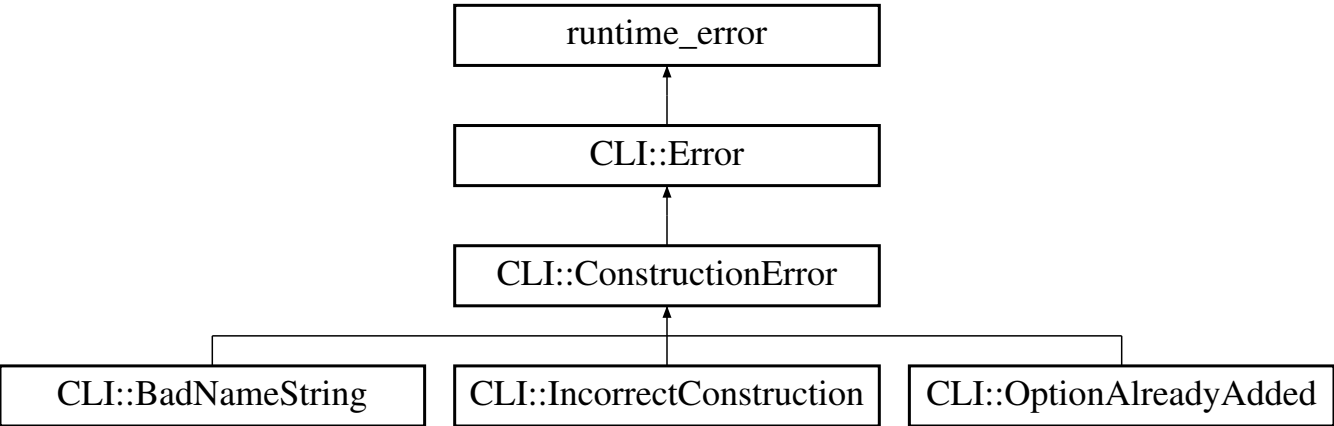 runtime_error
CLI::Error
CLI::ConstructionError
CLI::BadNameString
CLI::IncorrectConstruction
CLI::OptionAlreadyAdded